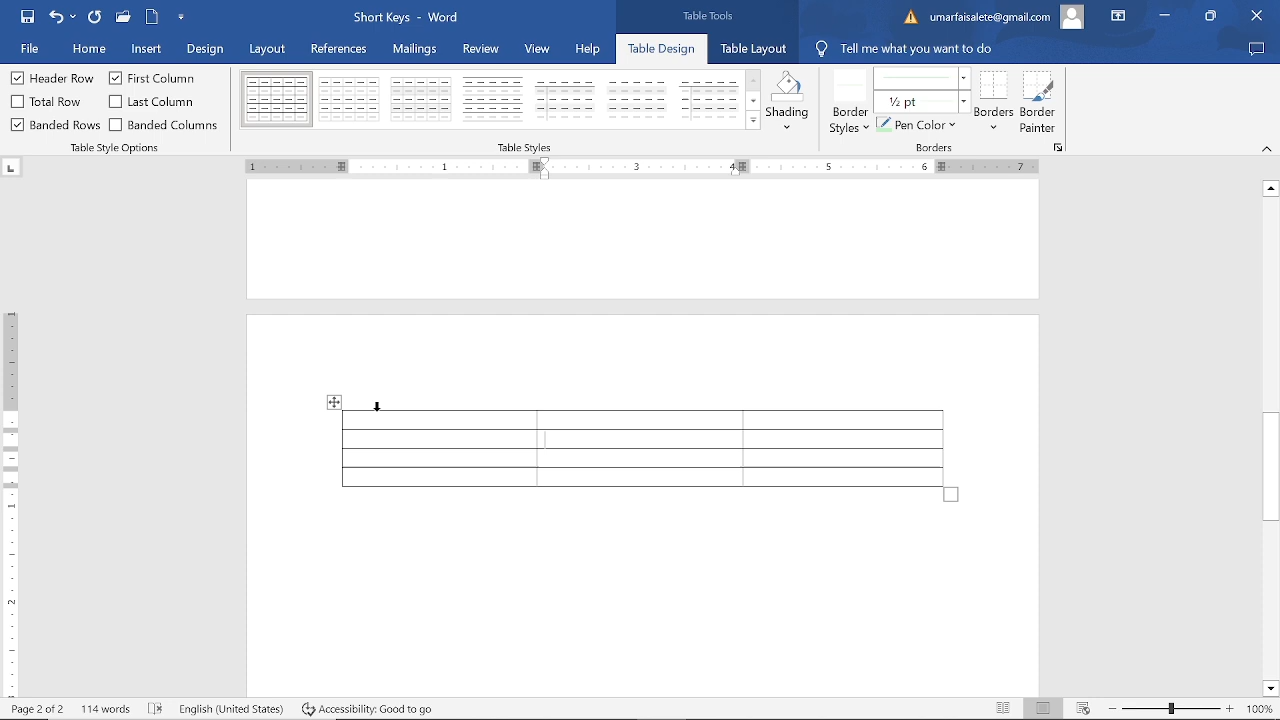 Short Keys - Word
Table Tools
umarfaisalete@gmail.com
File Home Insert Design Layout References Mailings Review View Help Table Design Table Layout Tell me what you want to do
Header Row First Column
Total Row Last Column
Banded Rows Banded Columns
Table Style Options
Table Styles
Shading
Border Styles
½ pt
Pen Color
Borders
Border Painter
Borders
1 1 3 4 5 6 7
1
2
Page 2 of 2 114 words English (United States) Accessibility: Good to go 100%